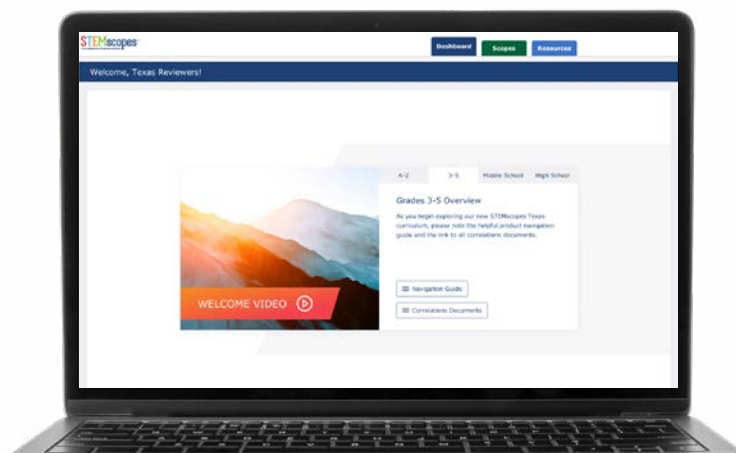 STEMscopes
Dashboard
Scopes
Resources
Welcome, Texas Reviewers!
K-2
3-5
Middle School
High School
Grades 3-5 Overview
As you begin exploring our new STEMscopes Texas
curriculum, please note the helpful product navigation
guide and the link to all correlations documents.
Navigation Guide
Correlations Documents
WELCOME VIDEO